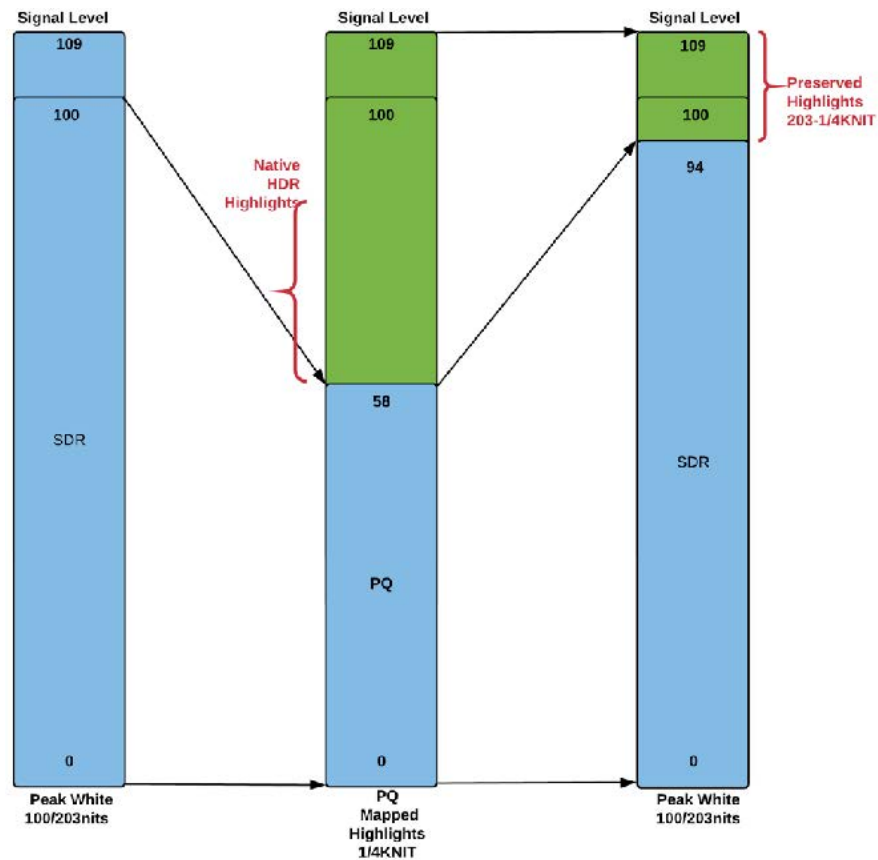 Signal Level
109
100
SDR
0
Peak White
100/203nits
Native
HDR
Highlights
Signal Level
109
100
58
PQ
0
PQ
Mapped
Highlights
1/4KNIT
Signal Level
109
100
94
SDR
0
Peak White
100/203nits
Preserved
Highlights
203-1/4KNIT